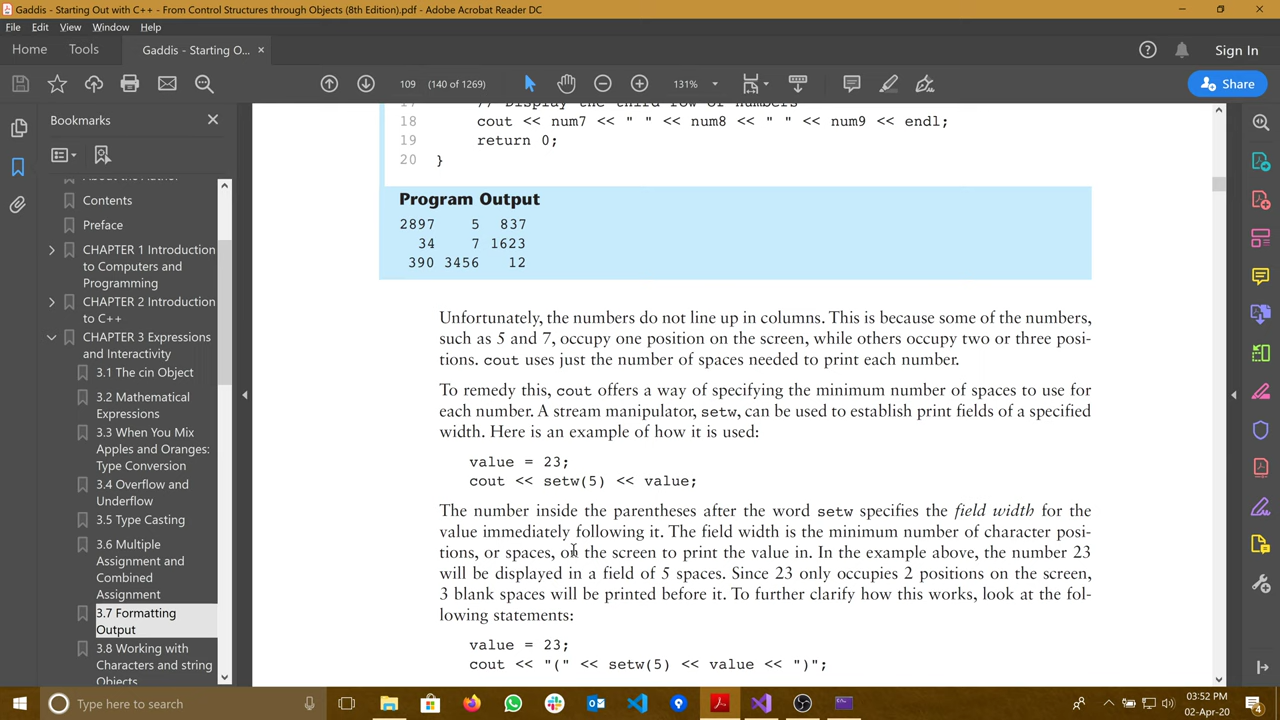 Gaddis - Starting Out with C++ - From Control Structures through Objects (8th Edition).pdf - Adobe Acrobat Reader DC
File Edit View Window Help
Home Tools Gaddis - Starting O... × Sign In
109 (140 of 1269) 131% Share
Bookmarks
About the Author
Contents
Preface
CHAPTER 1 Introduction
to Computers and
Programming
CHAPTER 2 Introduction
to C++
CHAPTER 3 Expressions
and Interactivity
3.1 The cin Object
3.2 Mathematical
Expressions
3.3 When You Mix
Apples and Oranges:
Type Conversion
3.4 Overflow and
Underflow
3.5 Type Casting
3.6 Multiple
Assignment and
Combined
Assignment
3.7 Formatting
Output
3.8 Working with
Characters and string
Objects
17 // Display the third row of numbers
18 cout << num7 << " " << num8 << " " << num9 << endl;
19 return 0;
20 }
Program Output
2897 5 837
34 7 1623
390 3456 12
Unfortunately, the numbers do not line up in columns. This is because some of the numbers,
such as 5 and 7, occupy one position on the screen, while others occupy two or three posi-
tions. cout uses just the number of spaces needed to print each number.
To remedy this, cout offers a way of specifying the minimum number of spaces to use for
each number. A stream manipulator, setw, can be used to establish print fields of a specified
width. Here is an example of how it is used:
value = 23;
cout << setw(5) << value;
The number inside the parentheses after the word setw specifies the field width for the
value immediately following it. The field width is the minimum number of character posi-
tions, or spaces, on the screen to print the value in. In the example above, the number 23
will be displayed in a field of 5 spaces. Since 23 only occupies 2 positions on the screen,
3 blank spaces will be printed before it. To further clarify how this works, look at the fol-
lowing statements:
value = 23;
cout << "(" << setw(5) << value << ")";
Type here to search
03:52 PM
02-Apr-20
4